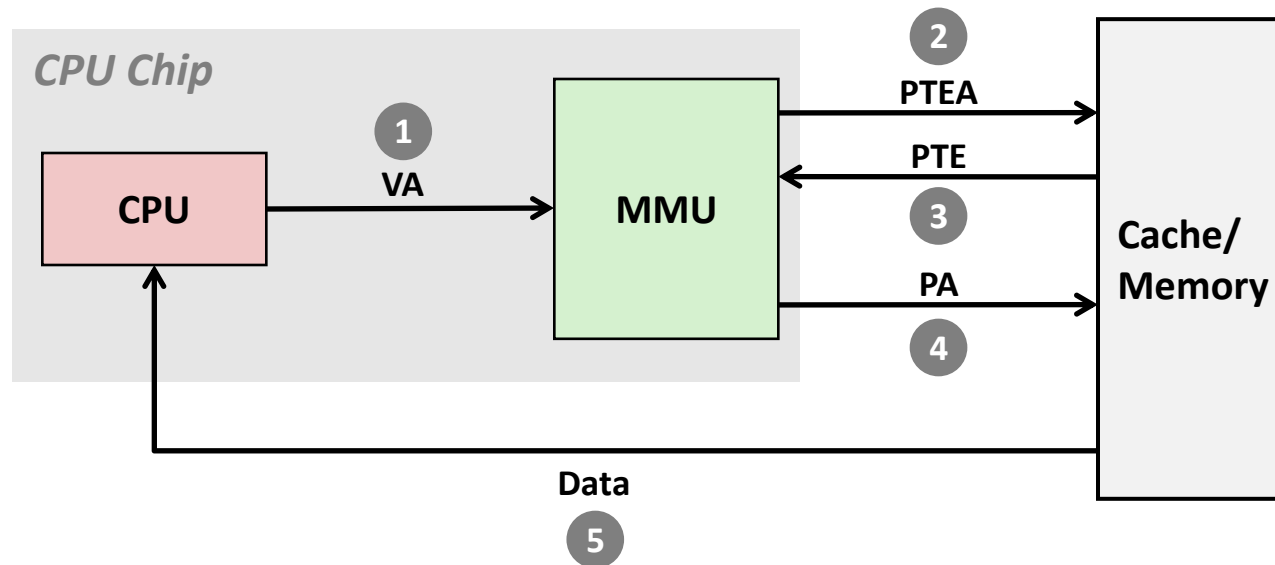 CPU Chip
2
PTEA
1
VA
PTE
3
CPU
MMU
Cache/
Memory
PA
4
Data
5